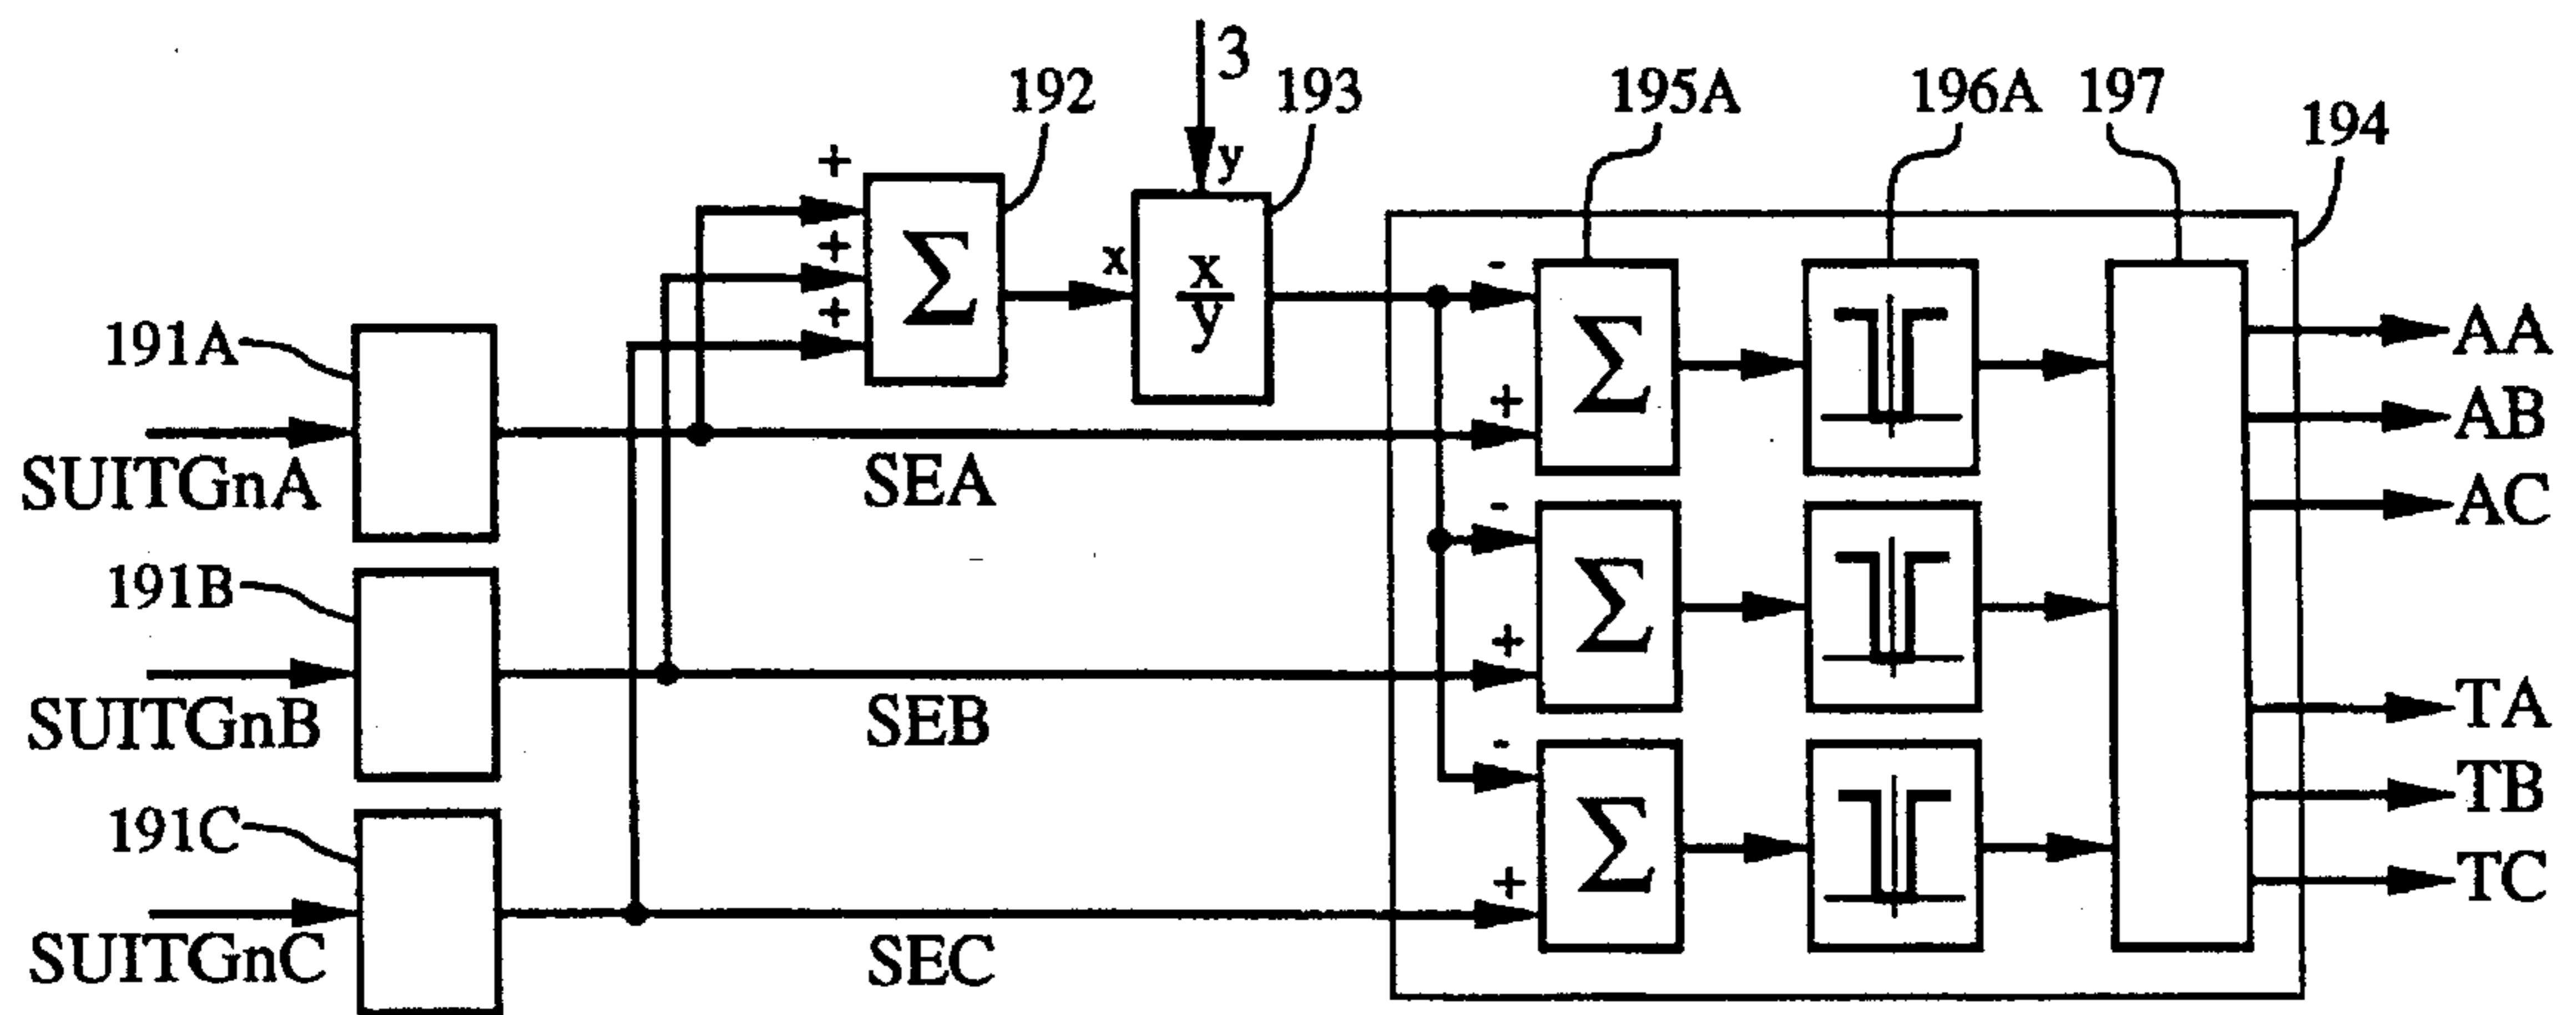 3
192
193
195A
196A
197
194
y
+
+
+
x
Σ
x
y
-
+
Σ
191A
SUITGnA
SEA
AA
AB
AC
191B
SUITGnB
SEB
-
+
Σ
191C
SUITGnC
SEC
-
+
Σ
TA
TB
TC